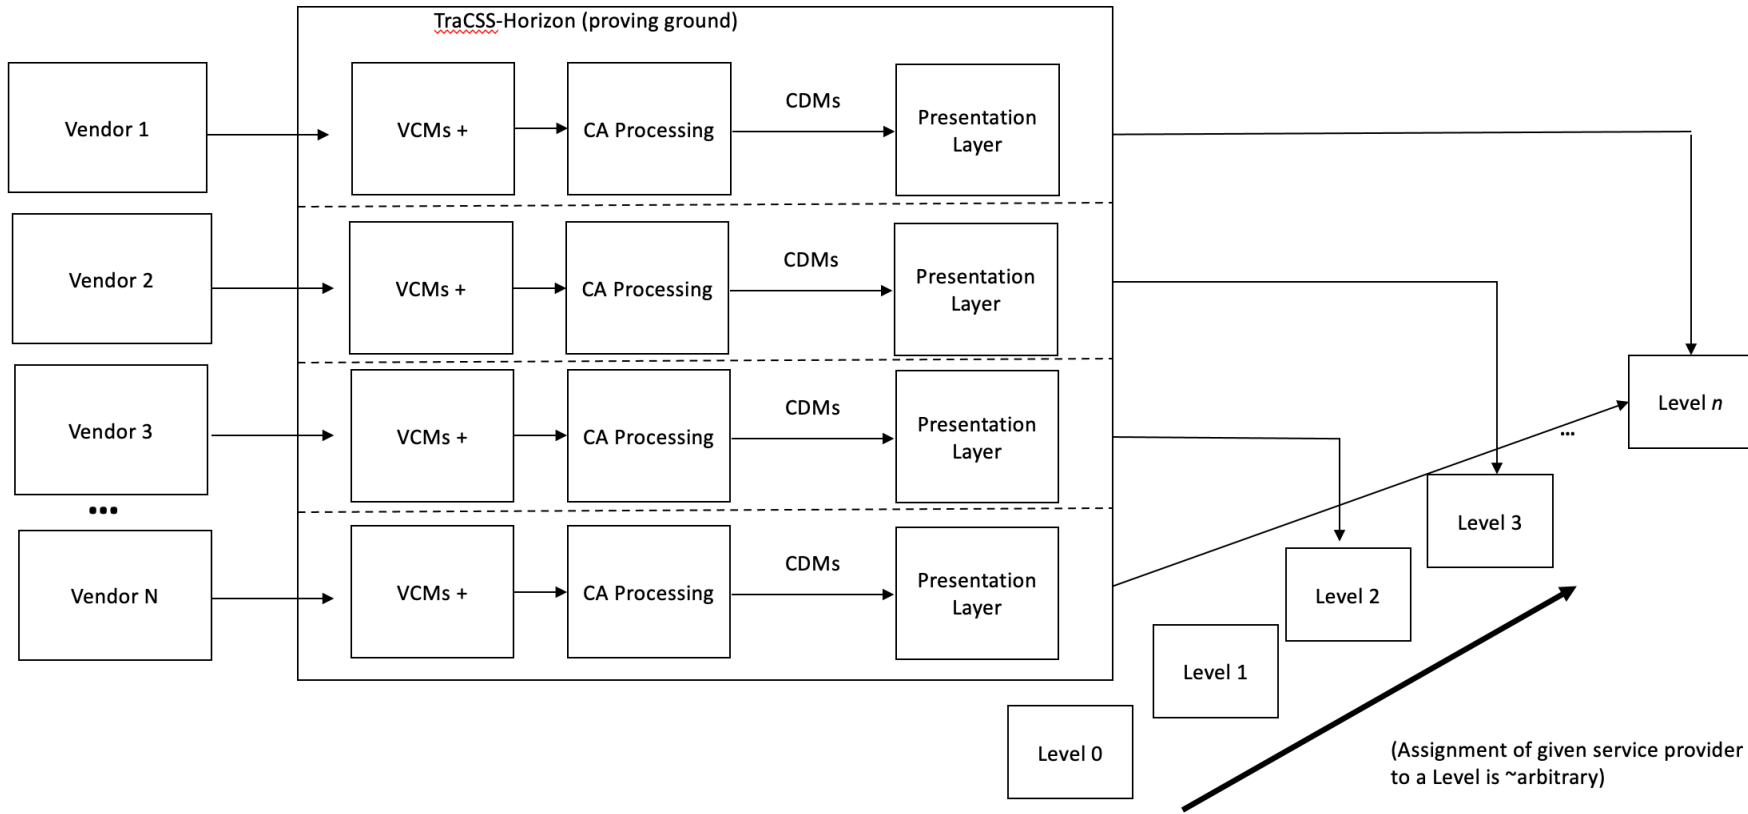 TraCSS-Horizon (proving ground)
Vendor 1
VCMs +
CA Processing
CDMs
Presentation
Layer
Vendor 2
VCMs +
CA Processing
CDMs
Presentation
Layer
Vendor 3
VCMs +
CA Processing
CDMs
Presentation
Layer
...
Vendor N
VCMs +
CA Processing
CDMs
Presentation
Layer
Level n
...
Level 3
Level 2
Level 1
Level 0
(Assignment of given service provider
to a Level is ~arbitrary)